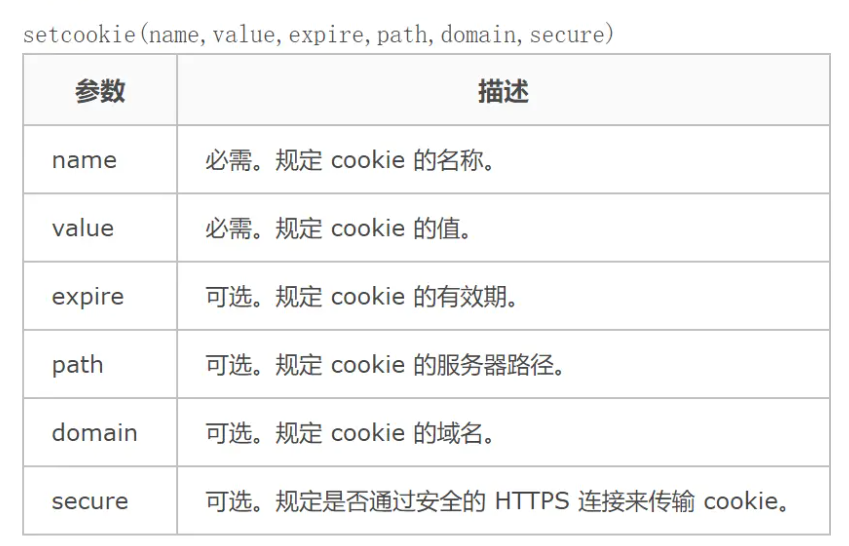 setcookie(name,value,expire,path,domain,secure)
参数 描述
name 必需。规定 cookie 的名称。
value 必需。规定 cookie 的值。
expire 可选。规定 cookie 的有效期。
path 可选。规定 cookie 的服务器路径。
domain 可选。规定 cookie 的域名。
secure 可选。规定是否通过安全的 HTTPS 连接来传输 cookie。